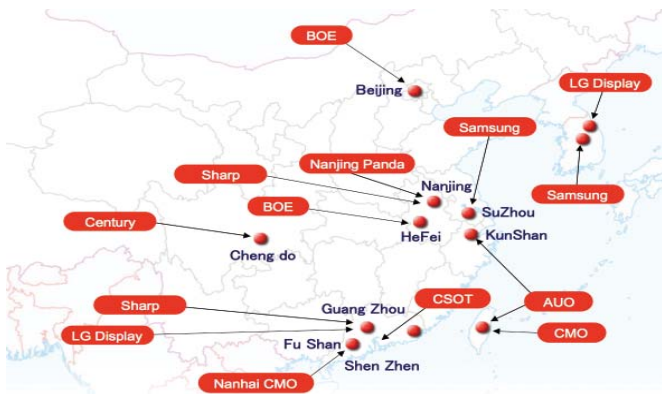 BOE
Beijing
LG Display
Samsung
Nanjing Panda
Sharp
Nanjing
Samsung
BOE
SuZhou
Century
HeFei
KunShan
Cheng do
Sharp
Guang Zhou
CSOT
AUO
LG Display
Fu Shan
CMO
Shen Zhen
Nanhai CMO